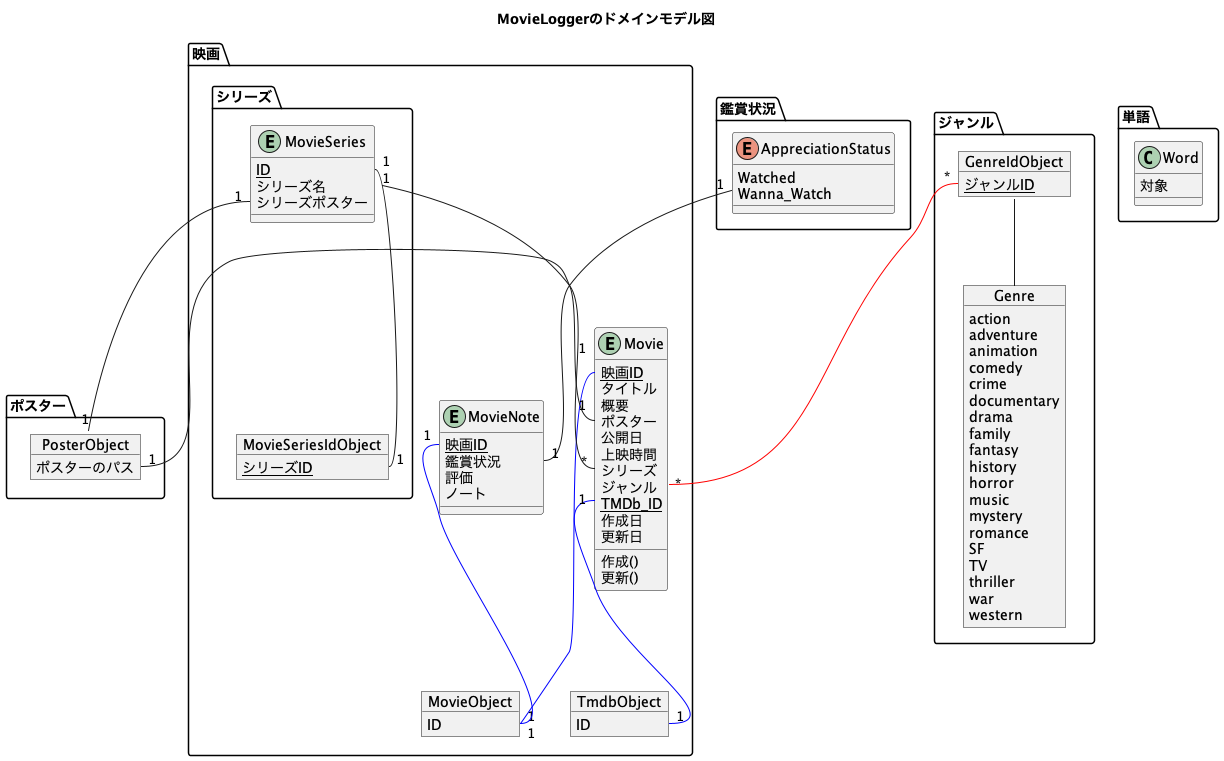 MovieLoggerのドメインモデル図
映画
シリーズ
E MovieSeries
ID
シリーズ名
シリーズポスター
1
1
1
MovieSeriesIdObject
シリーズID
1
ポスター
1
PosterObject
ポスターのパス
1
E MovieNote
映画ID
鑑賞状況
評価
ノート
1
1
E Movie
映画ID
タイトル
概要
ポスター
公開日
上映時間
シリーズ
ジャンル
TMDb_ID
作成日
更新日
作成()
更新()
1
1
*
1
*
MovieObject
ID
1
1
TmdbObject
ID
1
鑑賞状況
E AppreciationStatus
Watched
Wanna_Watch
1
ジャンル
GenreIdObject
ジャンルID
*
Genre
action
adventure
animation
comedy
crime
documentary
drama
family
fantasy
history
horror
music
mystery
romance
SF
TV
thriller
war
western
単語
C Word
対象